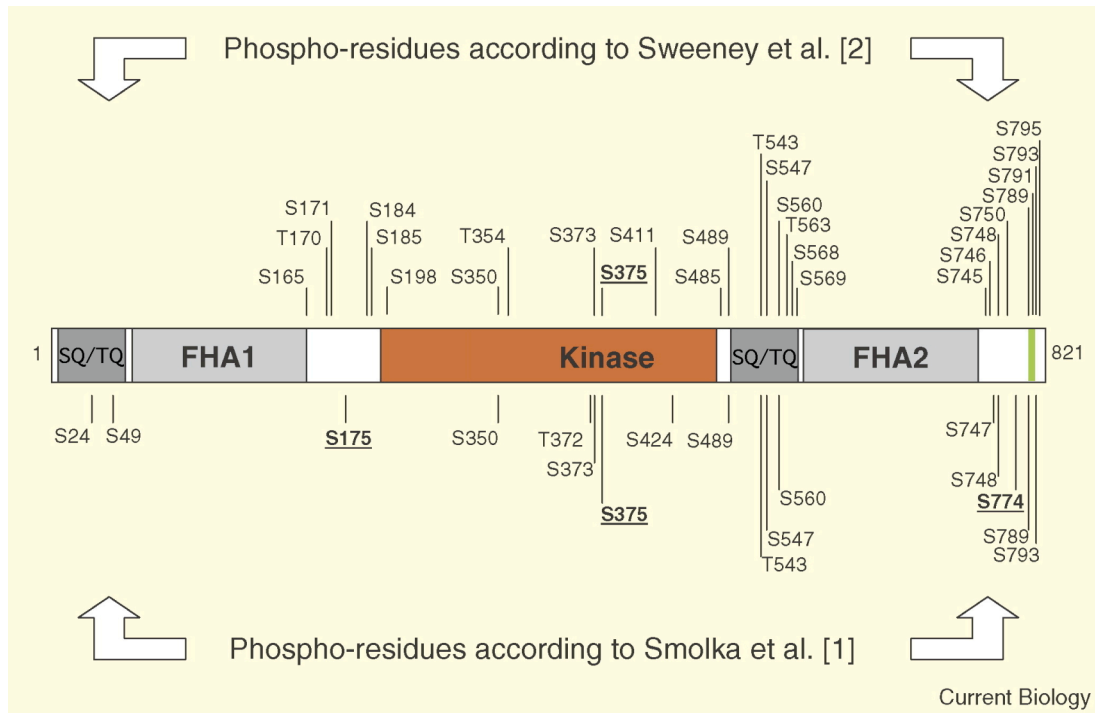 Phospho-residues according to Sweeney et al. [2]
S795
T543
S793
S547
S791
S789
S171
S184
S560
S750
T170
S185
T354
S373
S411
S489
T563
S748
S568
S746
S165
S198
S350
S375
S485
S569
S745
1
SQ/TQ
FHA1
Kinase
SQ/TQ
FHA2
821
S24
S49
S175
S350
T372
S424
S489
S747
S373
S748
S560
S774
S375
S547
S789
T543
S793
Phospho-residues according to Smolka et al. [1]
Current Biology